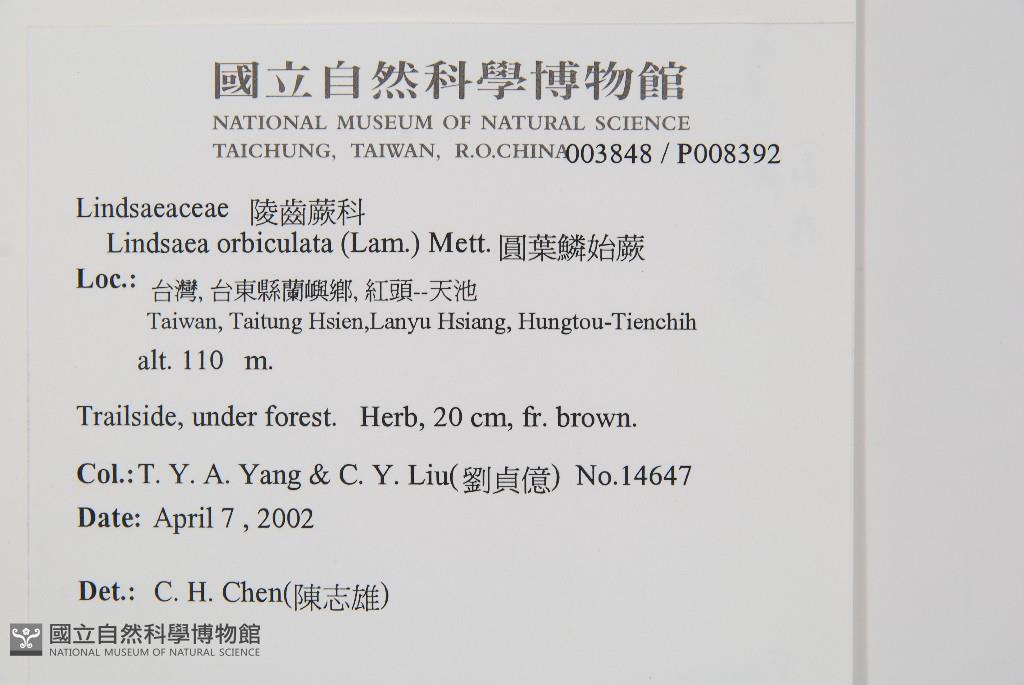 國立自然科學博物館
NATIONAL MUSEUM OF NATURAL SCIENCE
TAICHUNG, TAIWAN, R.O.CHINA 003848 / P008392
Lindsaeaceae 陵齒蕨科
Lindsaea orbiculata (Lam.) Mett. 圓葉鱗始蕨
Loc.: 台灣, 台東縣蘭嶼鄉, 紅頭--天池
Taiwan, Taitung Hsien,Lanyu Hsiang, Hungtou-Tienchih
alt. 110 m.
Trailside, under forest. Herb, 20 cm, fr. brown.
Col.: T. Y. A. Yang & C. Y. Liu(劉貞億) No.14647
Date: April 7 , 2002
Det.: C. H. Chen(陳志雄)
國立自然科學博物館
NATIONAL MUSEUM OF NATURAL SCIENCE